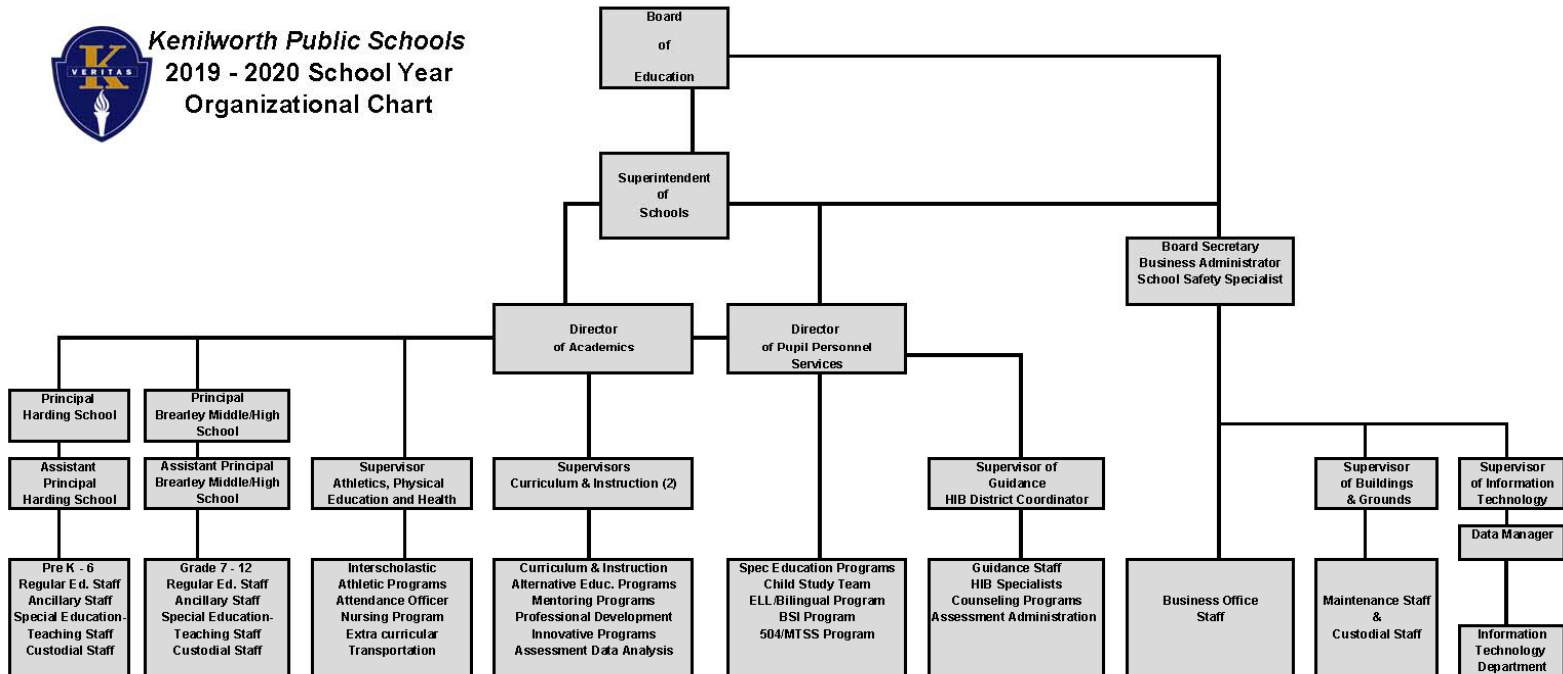 K
VERITAS
Kenilworth Public Schools
2019 - 2020 School Year
Organizational Chart
Board
of
Education
Superintendent
of
Schools
Board Secretary
Business Administrator
School Safety Specialist
Director
of Academics
Director
of Pupil Personnel
Services
Principal
Harding School
Principal
Brearley Middle/High
School
Assistant
Principal
Harding School
Assistant Principal
Brearley Middle/High
School
Supervisor
Athletics, Physical
Education and Health
Supervisors
Curriculum & Instruction (2)
Supervisor of
Guidance
HIB District Coordinator
Supervisor
of Buildings
& Grounds
Supervisor
of Information
Technology
Data Manager
Pre K - 6
Regular Ed. Staff
Ancillary Staff
Special Education-
Teaching Staff
Custodial Staff
Grade 7 - 12
Regular Ed. Staff
Ancillary Staff
Special Education-
Teaching Staff
Custodial Staff
Interscholastic
Athletic Programs
Attendance Officer
Nursing Program
Extra curricular
Transportation
Curriculum & Instruction
Alternative Educ. Programs
Mentoring Programs
Professional Development
Innovative Programs
Assessment Data Analysis
Spec Education Programs
Child Study Team
ELL/Bilingual Program
BSI Program
504/MTSS Program
Guidance Staff
HIB Specialists
Counseling Programs
Assessment Administration
Business Office
Staff
Maintenance Staff
&
Custodial Staff
Information
Technology
Department